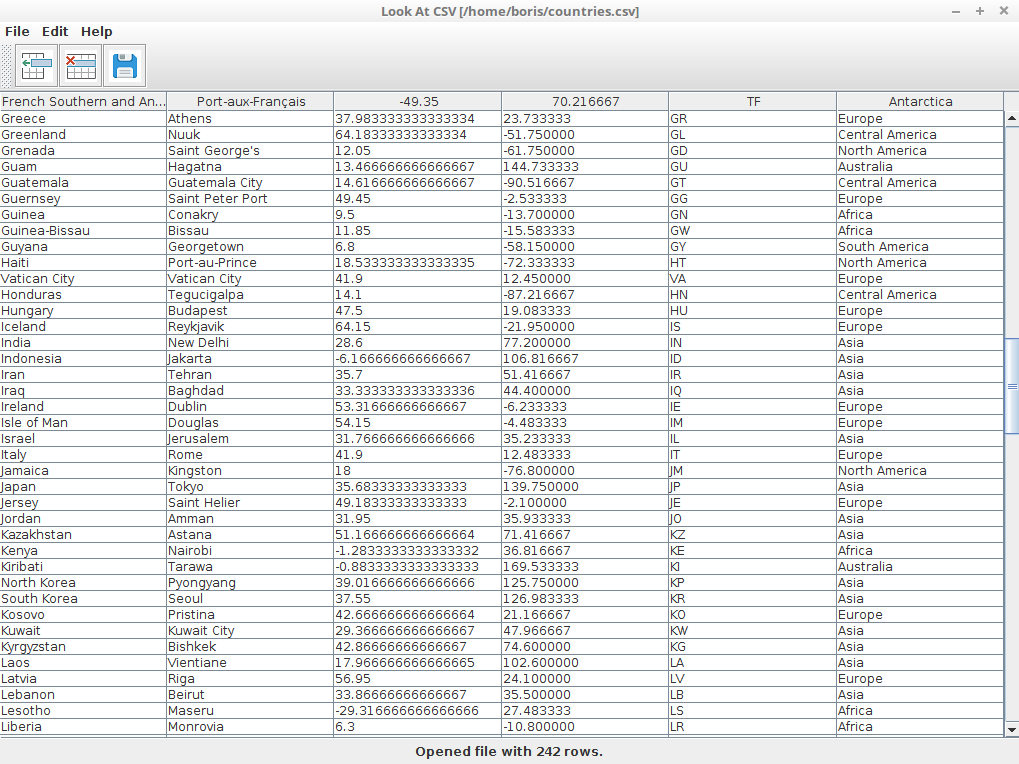 Look At CSV [/home/boris/countries.csv]
File Edit Help
French Southern and An... Port-aux-Français -49.35 70.216667 TF Antarctica
Greece Athens 37.983333333333334 23.733333 GR Europe
Greenland Nuuk 64.18333333333334 -51.750000 GL Central America
Grenada Saint George's 12.05 -61.750000 GD North America
Guam Hagatna 13.466666666666667 144.733333 GU Australia
Guatemala Guatemala City 14.616666666666667 -90.516667 GT Central America
Guernsey Saint Peter Port 49.45 -2.533333 GG Europe
Guinea Conakry 9.5 -13.700000 GN Africa
Guinea-Bissau Bissau 11.85 -15.583333 GW Africa
Guyana Georgetown 6.8 -58.150000 GY South America
Haiti Port-au-Prince 18.533333333333335 -72.333333 HT North America
Vatican City Vatican City 41.9 12.450000 VA Europe
Honduras Tegucigalpa 14.1 -87.216667 HN Central America
Hungary Budapest 47.5 19.083333 HU Europe
Iceland Reykjavik 64.15 -21.950000 IS Europe
India New Delhi 28.6 77.200000 IN Asia
Indonesia Jakarta -6.166666666666667 106.816667 ID Asia
Iran Tehran 35.7 51.416667 IR Asia
Iraq Baghdad 33.333333333333336 44.400000 IQ Asia
Ireland Dublin 53.31666666666667 -6.233333 IE Europe
Isle of Man Douglas 54.15 -4.483333 IM Europe
Israel Jerusalem 31.766666666666666 35.233333 IL Asia
Italy Rome 41.9 12.483333 IT Europe
Jamaica Kingston 18 -76.800000 JM North America
Japan Tokyo 35.68333333333333 139.750000 JP Asia
Jersey Saint Helier 49.18333333333333 -2.100000 JE Europe
Jordan Amman 31.95 35.933333 JO Asia
Kazakhstan Astana 51.166666666666664 71.416667 KZ Asia
Kenya Nairobi -1.2833333333333332 36.816667 KE Africa
Kiribati Tarawa -0.8833333333333333 169.533333 KI Australia
North Korea Pyongyang 39.016666666666666 125.750000 KP Asia
South Korea Seoul 37.55 126.983333 KR Asia
Kosovo Pristina 42.666666666666664 21.166667 KO Europe
Kuwait Kuwait City 29.366666666666667 47.966667 KW Asia
Kyrgyzstan Bishkek 42.86666666666667 74.600000 KG Asia
Laos Vientiane 17.966666666666665 102.600000 LA Asia
Latvia Riga 56.95 24.100000 LV Europe
Lebanon Beirut 33.86666666666667 35.500000 LB Asia
Lesotho Maseru -29.316666666666666 27.483333 LS Africa
Liberia Monrovia 6.3 -10.800000 LR Africa
Opened file with 242 rows.